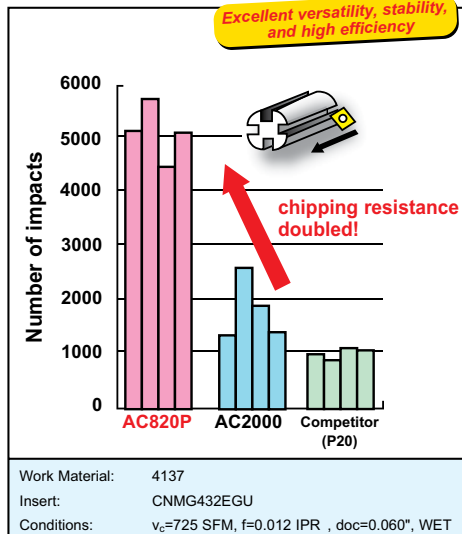 Excellent versatility, stability,
and high efficiency
Number of impacts
6000
5000
4000
3000
2000
1000
0
chipping resistance
doubled!
AC820P
AC2000
Competitor
(P20)
Work Material: 4137
Insert: CNMG432EGU
Conditions: vc=725 SFM, f=0.012 IPR , doc=0.060", WET